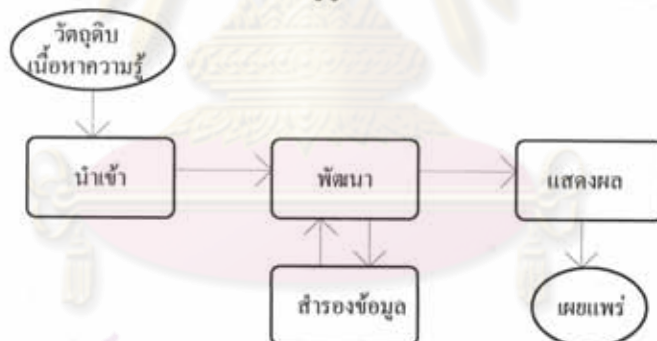 วัตถุดิบ
เนื้อหาความรู้
นำเข้า
พัฒนา
แสดงผล
สำรองข้อมูล
เผยแพร่